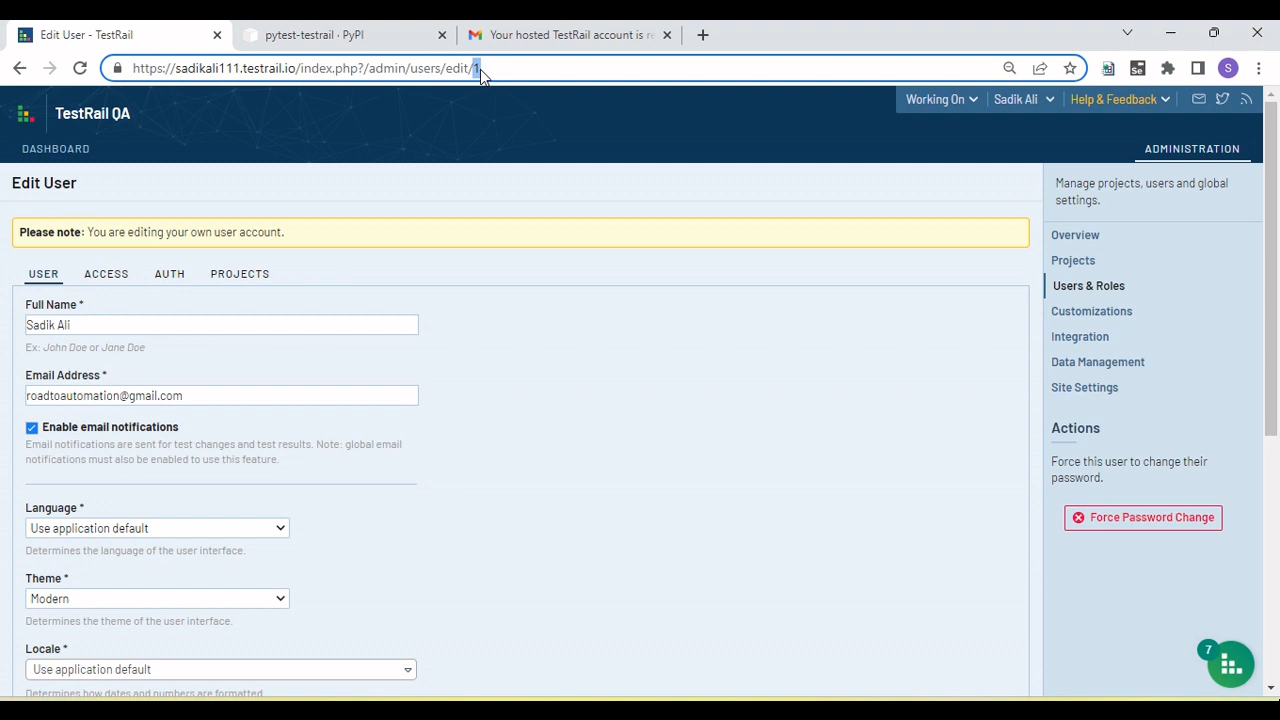 Edit User - TestRail
pytest-testrail · PyPI
Your hosted TestRail account is re
https://sadikali111.testrail.io/index.php?/admin/users/edit/1
S
TestRail QA
Working On
Sadik Ali
Help & Feedback
DASHBOARD
ADMINISTRATION
Edit User
Please note: You are editing your own user account.
USER
ACCESS
AUTH
PROJECTS
Full Name *
Sadik Ali
Ex: John Doe or Jane Doe
Email Address *
roadtoautomation@gmail.com
Enable email notifications
Email notifications are sent for test changes and test results. Note: global email
notifications must also be enabled to use this feature.
Language *
Use application default
Determines the language of the user interface.
Theme *
Modern
Determines the theme of the user interface.
Locale *
Use application default
Determines how dates and numbers are formatted.
Manage projects, users and global
settings.
Overview
Projects
Users & Roles
Customizations
Integration
Data Management
Site Settings
Actions
Force this user to change their
password.
Force Password Change
7